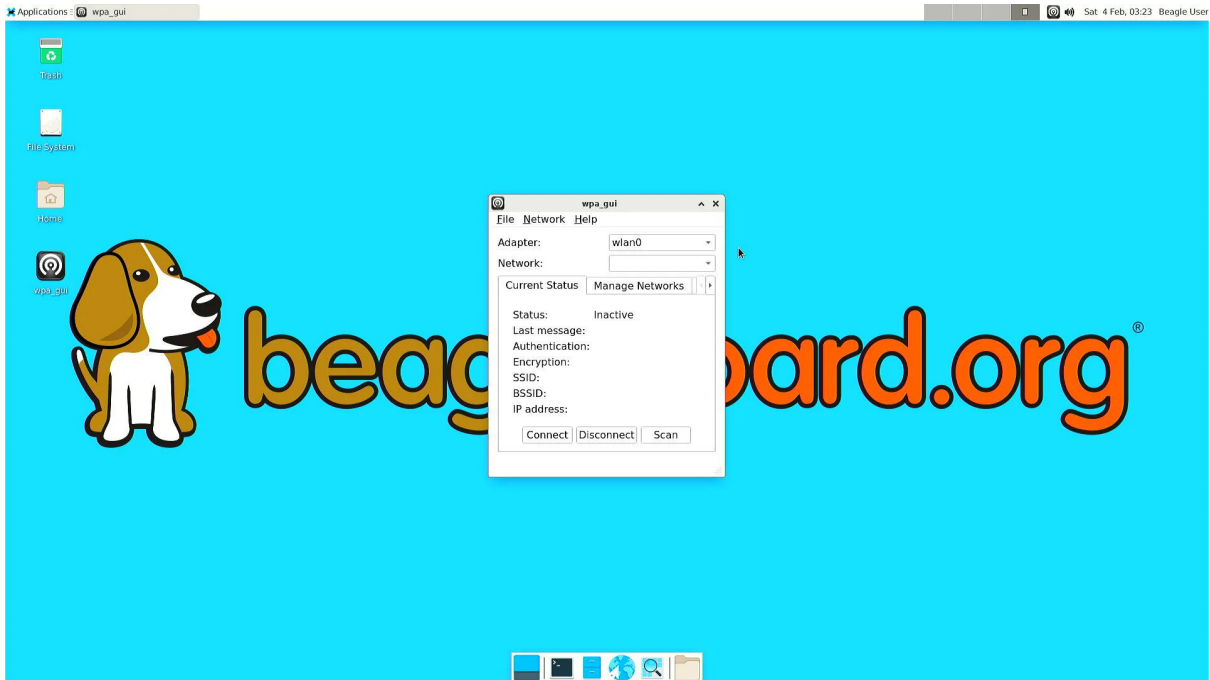 Applications
wpa_gui
Sat 4 Feb, 03:23 Beagle User
Trash
File System
Home
wpa_gui
wpa_gui
File Network Help
Adapter: wlan0
Network:
Current Status Manage Networks
Status: Inactive
Last message:
Authentication:
Encryption:
SSID:
BSSID:
IP address:
Connect Disconnect Scan
beag oard.org ®